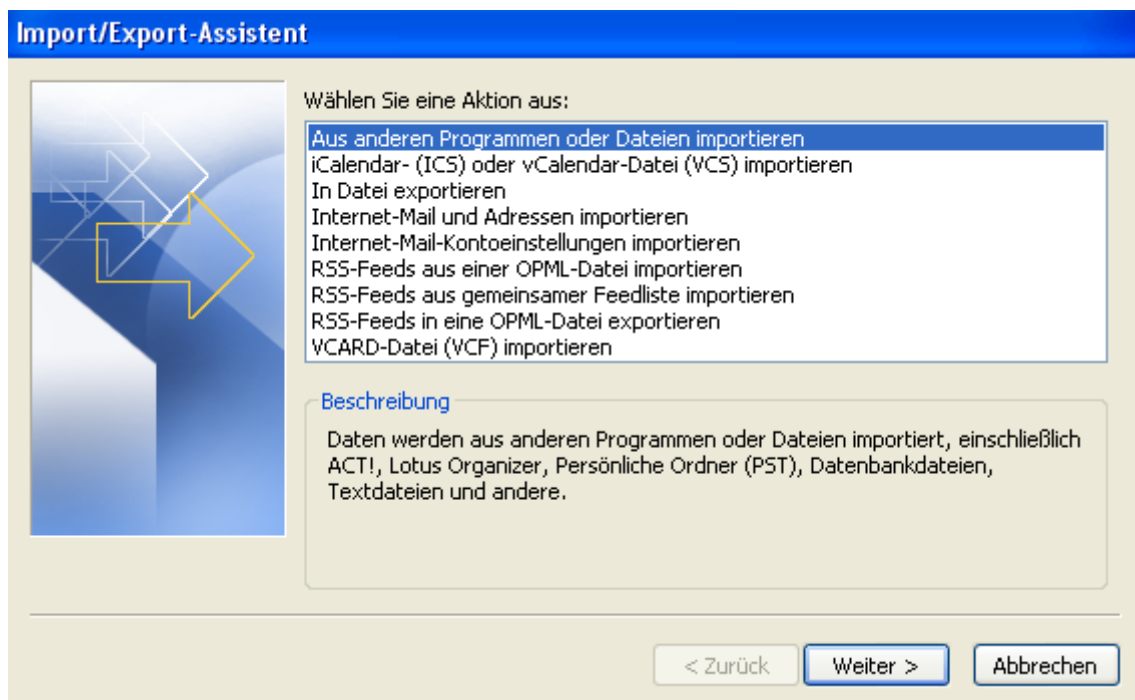 Import/Export-Assistent
Wählen Sie eine Aktion aus:
Aus anderen Programmen oder Dateien importieren
iCalendar- (ICS) oder vCalendar-Datei (VCS) importieren
In Datei exportieren
Internet-Mail und Adressen importieren
Internet-Mail-Kontoeinstellungen importieren
RSS-Feeds aus einer OPML-Datei importieren
RSS-Feeds aus gemeinsamer Feedliste importieren
RSS-Feeds in eine OPML-Datei exportieren
VCARD-Datei (VCF) importieren
Beschreibung
Daten werden aus anderen Programmen oder Dateien importiert, einschließlich
ACT!, Lotus Organizer, Persönliche Ordner (PST), Datenbankdateien,
Textdateien und andere.
< Zurück Weiter > Abbrechen